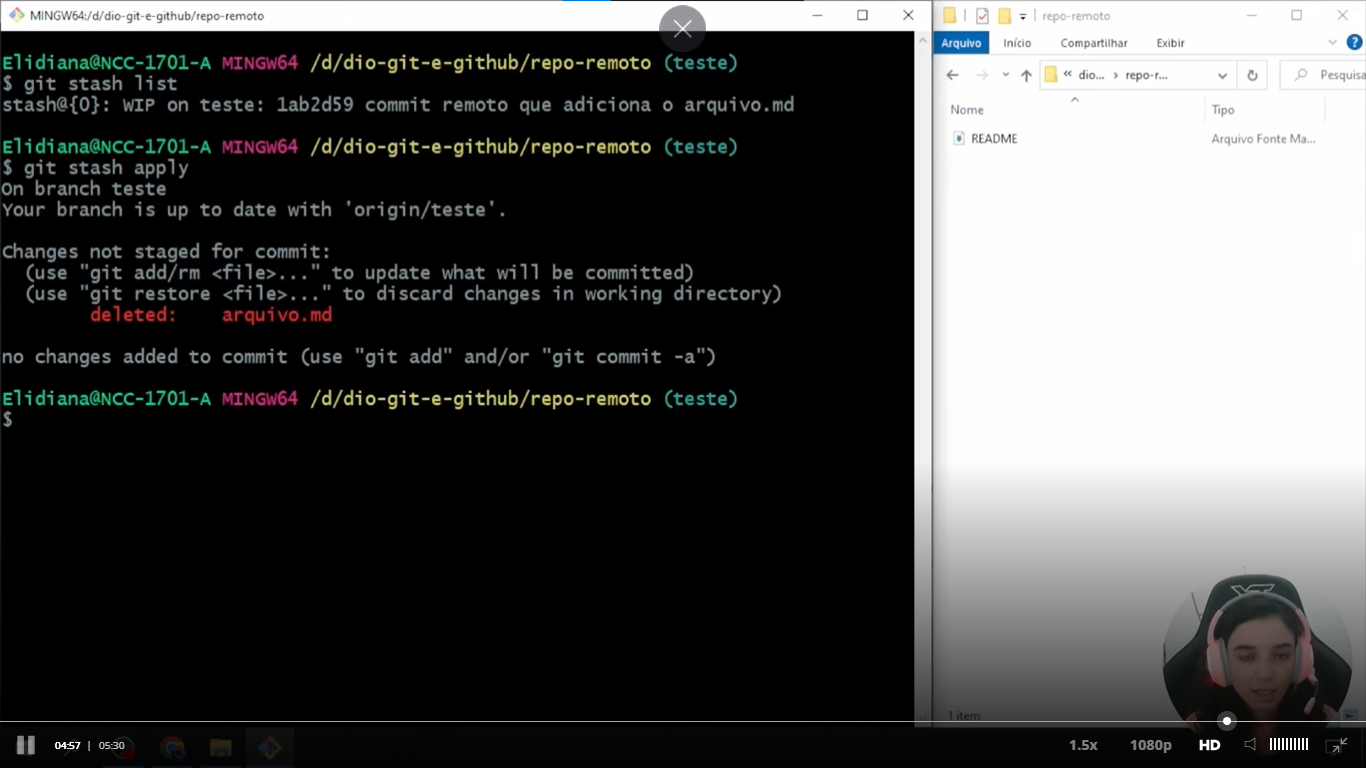 MINGW64:/d/dio-git-e-github/repo-remoto
Elidiana@NCC-1701-A MINGW64 /d/dio-git-e-github/repo-remoto (teste)
$ git stash list
stash@{0}: WIP on teste: 1ab2d59 commit remoto que adiciona o arquivo.md
Elidiana@NCC-1701-A MINGW64 /d/dio-git-e-github/repo-remoto (teste)
$ git stash apply
On branch teste
Your branch is up to date with 'origin/teste'.
Changes not staged for commit:
(use "git add/rm <file>..." to update what will be committed)
(use "git restore <file>..." to discard changes in working directory)
deleted: arquivo.md
no changes added to commit (use "git add" and/or "git commit -a")
Elidiana@NCC-1701-A MINGW64 /d/dio-git-e-github/repo-remoto (teste)
$
repo-remoto
Arquivo Início Compartilhar Exibir
« dio... › repo-r... Pesquisa
Nome Tipo
README Arquivo Fonte Ma...
1 item
04:57 | 05:30 1.5x 1080p HD